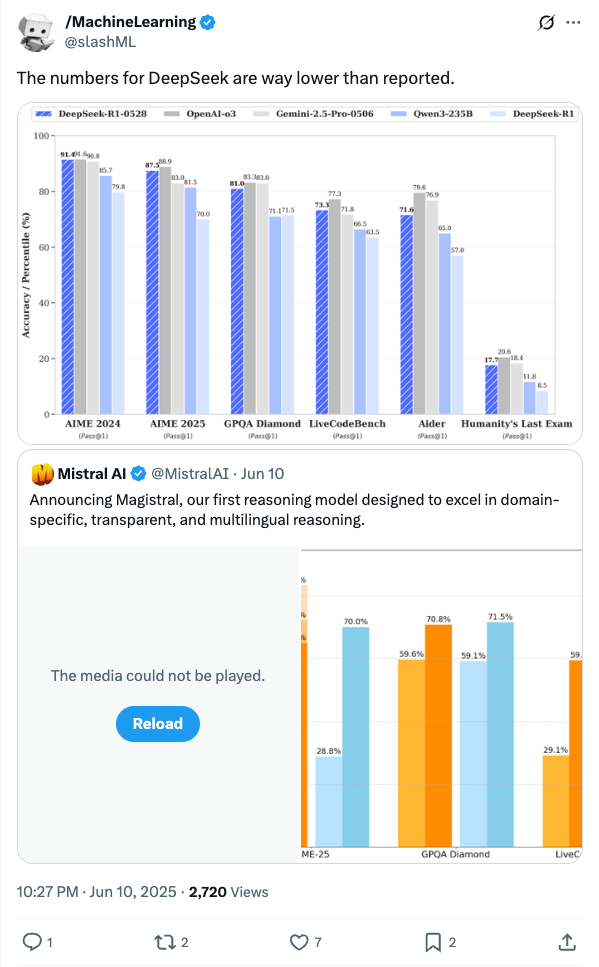 /MachineLearning
@slashML
The numbers for DeepSeek are way lower than reported.
DeepSeek-R1-0528 OpenAI-o3 Gemini-2.5-Pro-0506 Qwen3-235B DeepSeek-R1
Accuracy / Percentile (%)
100
80
60
40
20
0
91.4 91.6 90.8 85.7 79.8
87.5 88.9 83.0 81.5 70.0
81.0 83.3 83.0 71.1 71.5
73.3 77.3 71.8 66.5 63.5
71.6 79.6 76.9 65.0 57.0
17.7 20.6 18.4 11.8 8.5
AIME 2024 AIME 2025 GPQA Diamond LiveCodeBench Aider Humanity's Last Exam
(Pass@1) (Pass@1) (Pass@1) (Pass@1) (Pass@1) (Pass@1)
Mistral AI @MistralAI · Jun 10
Announcing Magistral, our first reasoning model designed to excel in domain-
specific, transparent, and multilingual reasoning.
The media could not be played.
Reload
%
%
%
28.8% 70.0%
59.6% 70.8% 59.1% 71.5%
29.1% 59.
ME-25 GPQA Diamond LiveC
10:27 PM · Jun 10, 2025 · 2,720 Views
1 2 7 2